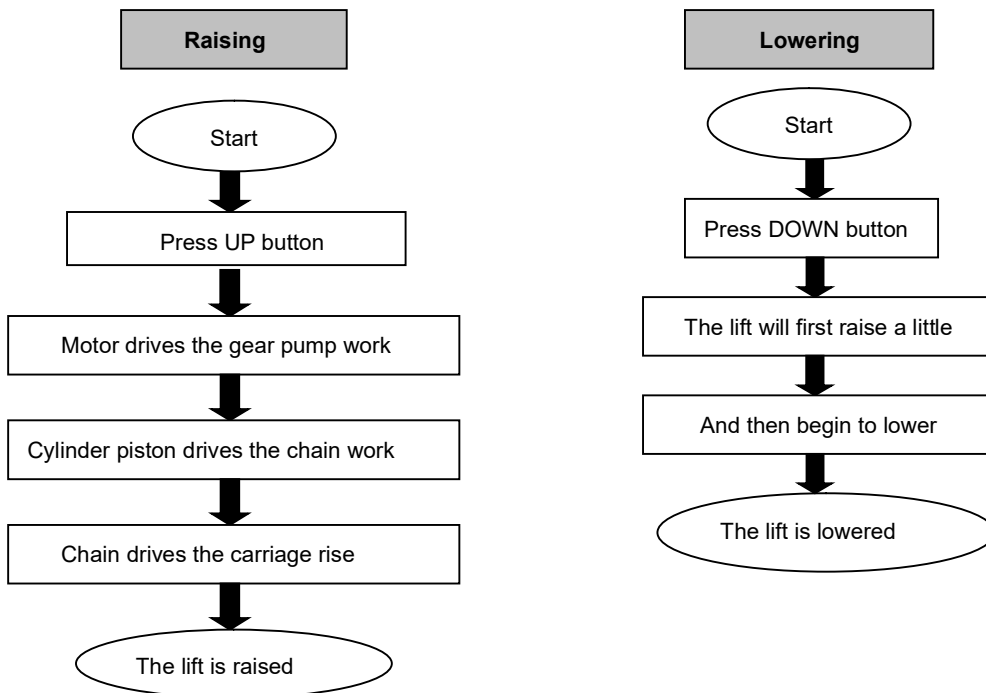 Raising
Start
Press UP button
Motor drives the gear pump work
Cylinder piston drives the chain work
Chain drives the carriage rise
The lift is raised
Lowering
Start
Press DOWN button
The lift will first raise a little
And then begin to lower
The lift is lowered